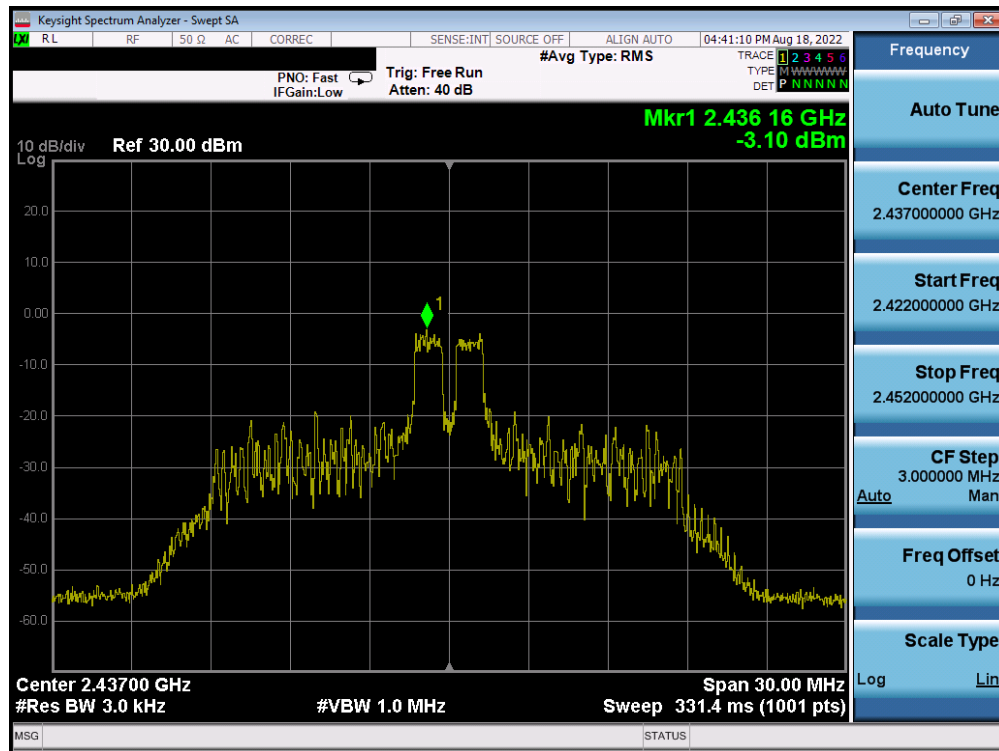 Keysight Spectrum Analyzer - Swept SA
LXI RL RF 50 Ω AC CORREC SENSE:INT SOURCE OFF ALIGN AUTO 04:41:10 PM Aug 18, 2022
Frequency
#Avg Type: RMS
TRACE 1 2 3 4 5 6
PNO: Fast Trig: Free Run
TYPE M WWWWW
IFGain:Low Atten: 40 dB
DET P N N N N N
Auto Tune
Mkr1 2.436 16 GHz
10 dB/div Ref 30.00 dBm -3.10 dBm
Log
Center Freq
2.437000000 GHz
20.0
10.0
Start Freq
2.422000000 GHz
0.00
1
-10.0
Stop Freq
2.452000000 GHz
-20.0
-30.0
CF Step
3.000000 MHz
Auto Man
-40.0
-50.0
Freq Offset
0 Hz
-60.0
Scale Type
Log Lin
Center 2.43700 GHz Span 30.00 MHz
#Res BW 3.0 kHz #VBW 1.0 MHz Sweep 331.4 ms (1001 pts)
MSG STATUS